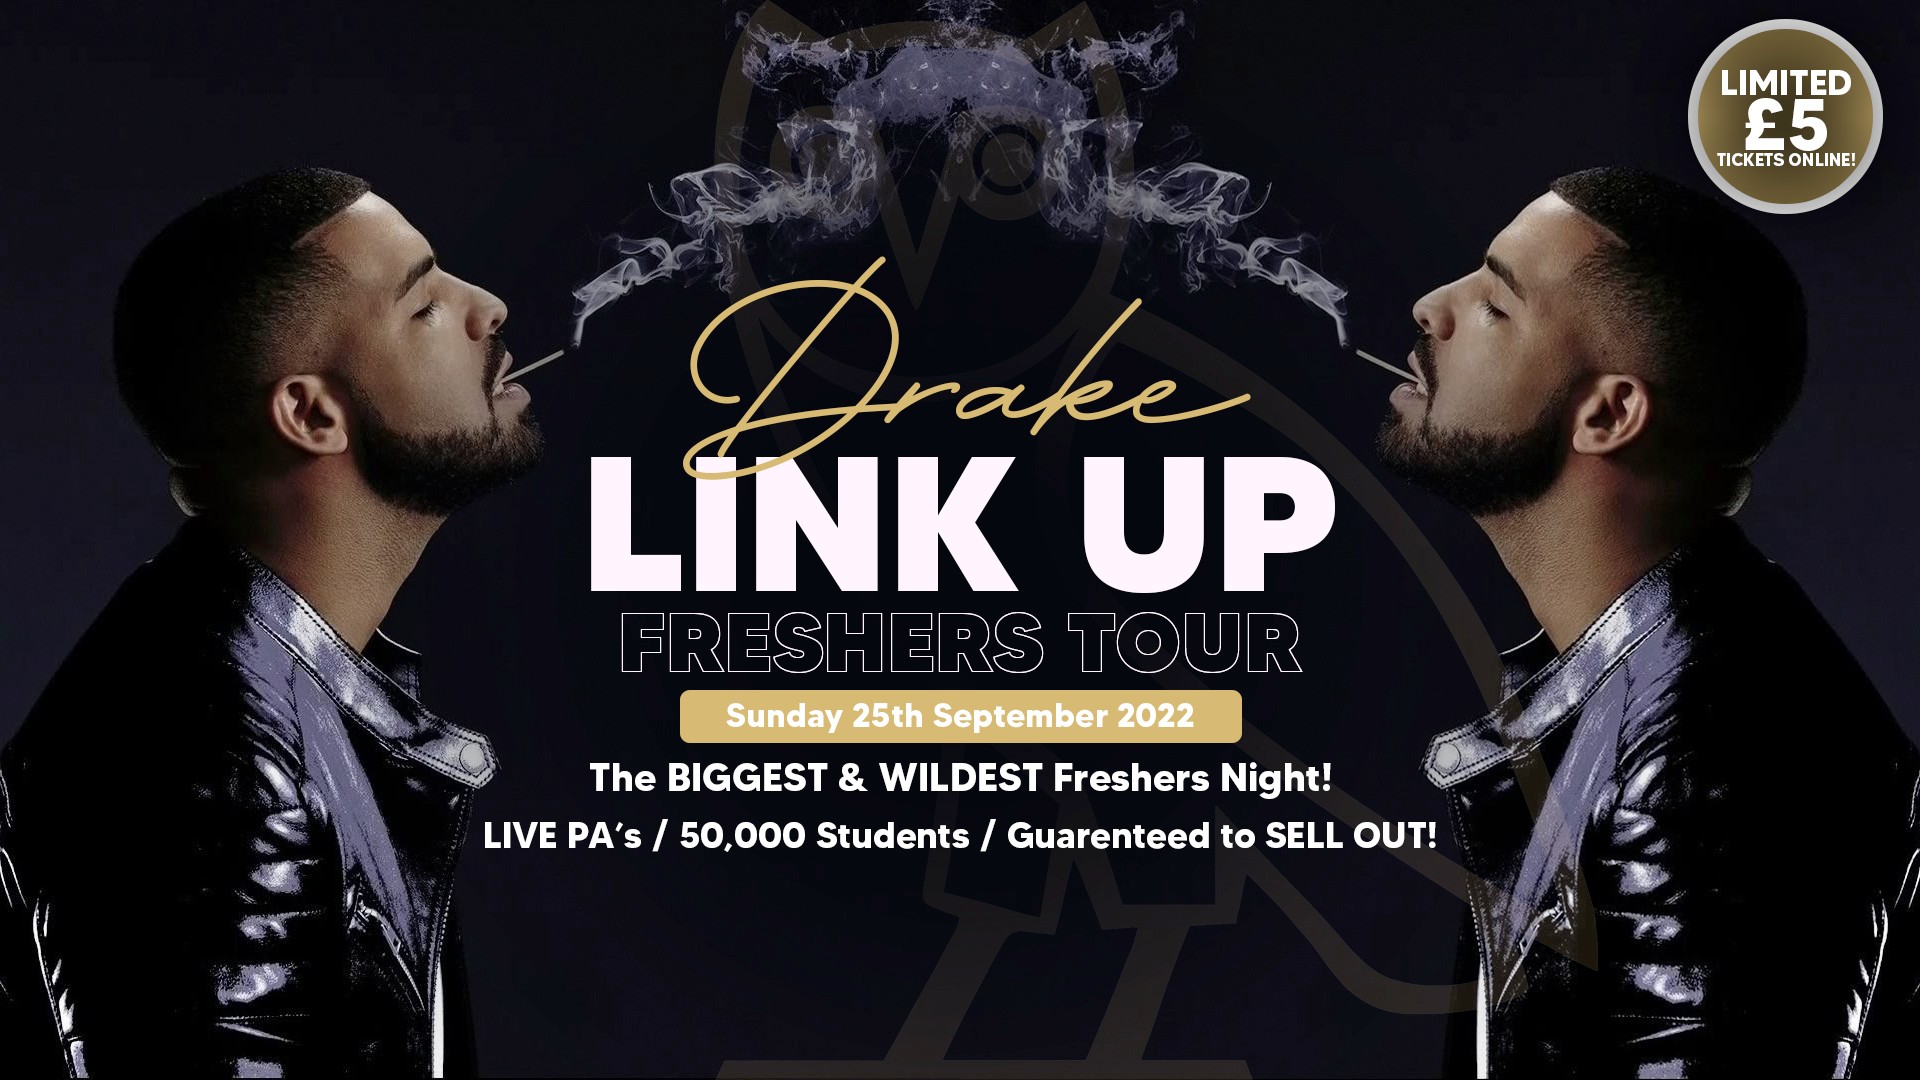 LIMITED
£5
TICKETS ONLINE!
Drake
LINK UP
FRESHERS TOUR
Sunday 25th September 2022
The BIGGEST & WILDEST Freshers Night!
LIVE PA's / 50,000 Students / Guarenteed to SELL OUT!